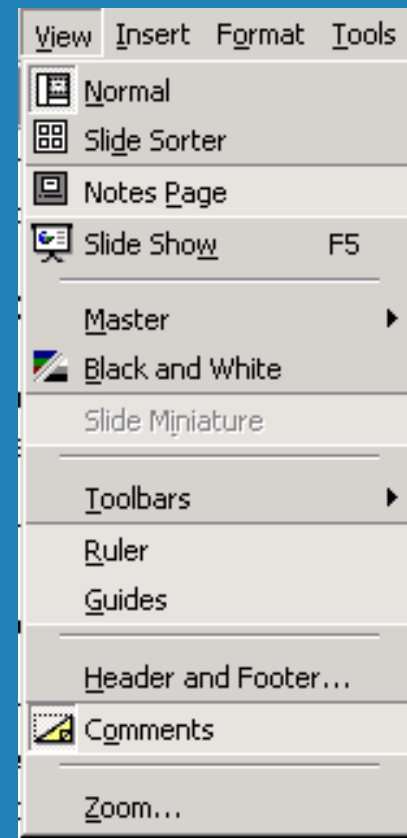 View Insert Format Tools
Normal
Slide Sorter
Notes Page
Slide Show F5
Master
Black and White
Slide Miniature
Toolbars
Ruler
Guides
Header and Footer...
Comments
Zoom...